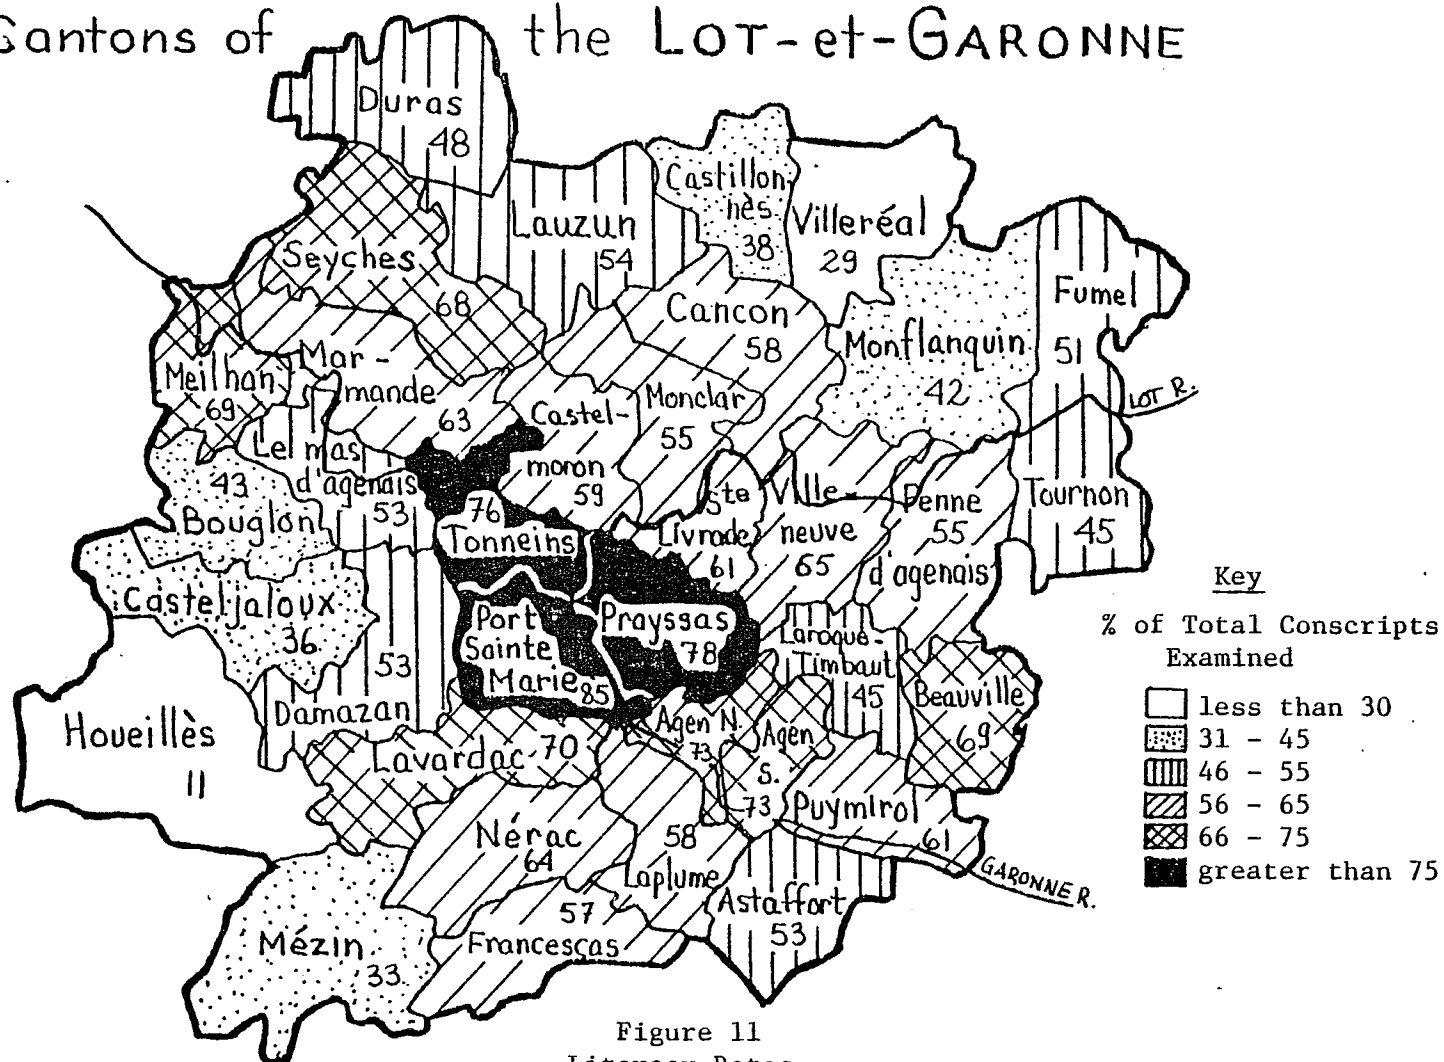 Cantons of the LOT-et-GARONNE
Duras
48
Castillon-
nès
38
Lauzun
54
Villeréal
29
Seyches
68
Fumel
51
Cancon
58
Monflanquin
42
Meilhan
69
Mar-
mande
63
Castel-
moron
59
Monclar
55
LOT R.
Le mas
d'agenais
53
43
Bouglon
76
Tonneins
Ste
Livrade
61
Ville-
neuve
65
Penne
55
d'agenais
Tournon
45
Casteljaloux
36
53
Damazan
Port
Sainte
Marie
85
Prayssas
78
Laroque-
Timbaut
45
Beauville
69
Houeillès
11
Lavardac
70
Agen N.
73
Agen
S.
73
Puymirol
61
Nérac
64
58
Laplume
Astaffort
53
GARONNE R.
57
Francesças
Mézin
33
Key
% of Total Conscripts
Examined
less than 30
31 - 45
46 - 55
56 - 65
66 - 75
greater than 75
Figure 11